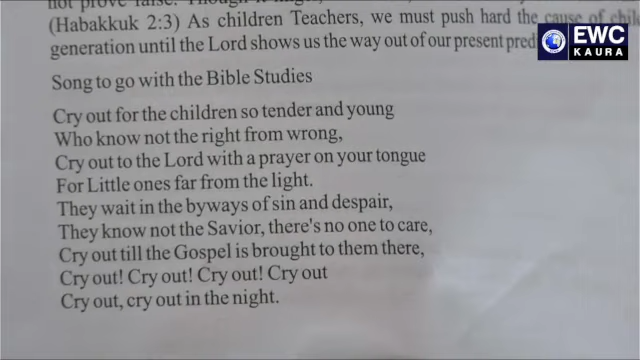 not prove false.
(Habakkuk 2:3) As children Teachers, we must push hard the cause of
generation until the Lord shows us the way out of our present
Song to go with the Bible Studies
Cry out for the children so tender and young
Who know not the right from wrong,
Cry out to the Lord with a prayer on your tongue
For Little ones far from the light.
They wait in the byways of sin and despair,
They know not the Savior, there's no one to care,
Cry out till the Gospel is brought to them there,
Cry out! Cry out! Cry out! Cry out
Cry out, cry out in the night.
EWC
KAURA